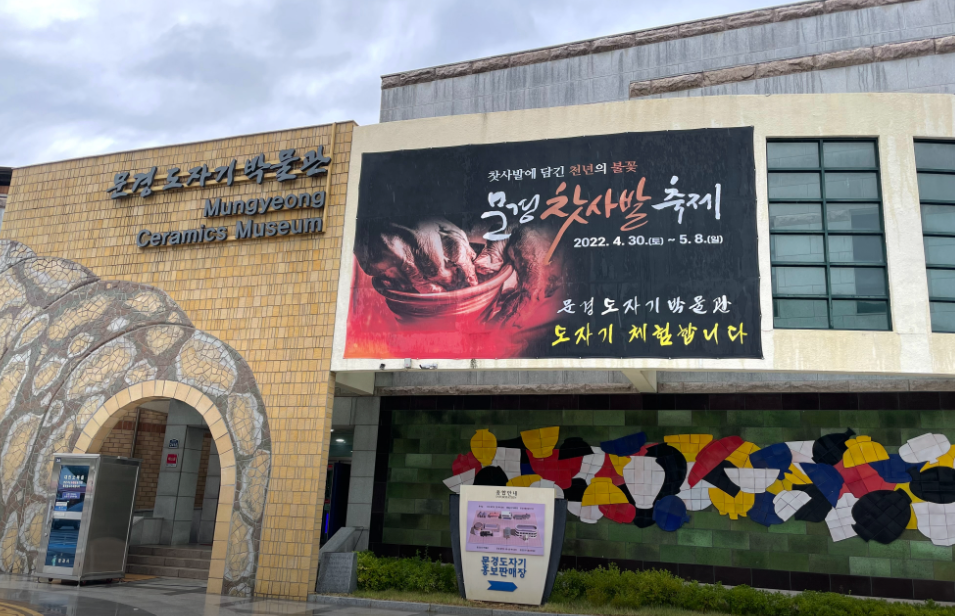 문경도자기박물관
Mungyeong
Ceramics Museum
찻사발에 담긴 천년의 불꽃
문경 찻사발 축제
2022. 4. 30.(토) ~ 5. 8.(일)
문경도자기박물관
도자기 체험합니다
문경도자기
홍보판매장